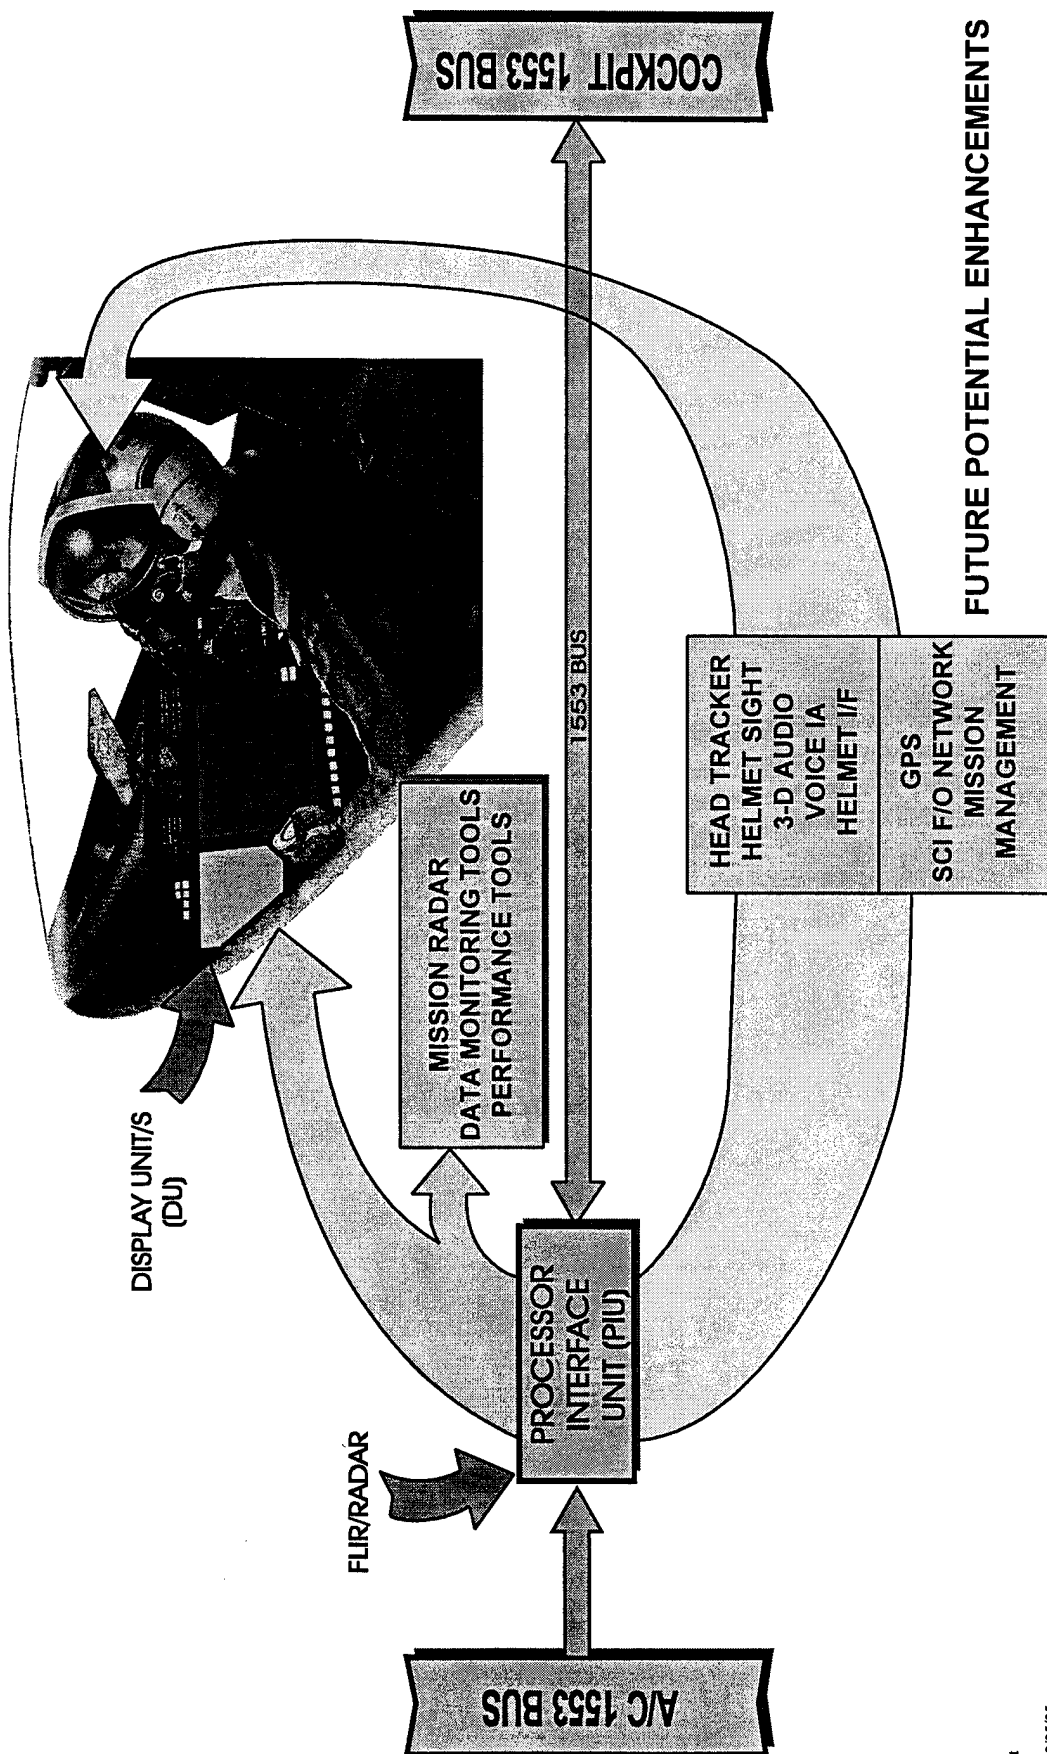 DISPLAY UNIT/S
(DU)
FLIR/RADAR
MISSION RADAR
DATA MONITORING TOOLS
PERFORMANCE TOOLS
A/C 1553 BUS
PROCESSOR
INTERFACE
UNIT (PIU)
1553 BUS
COCKPIT 1553 BUS
HEAD TRACKER
HELMET SIGHT
3-D AUDIO
VOICE IA
HELMET I/F
GPS
SCI F/O NETWORK
MISSION
MANAGEMENT
FUTURE POTENTIAL ENHANCEMENTS